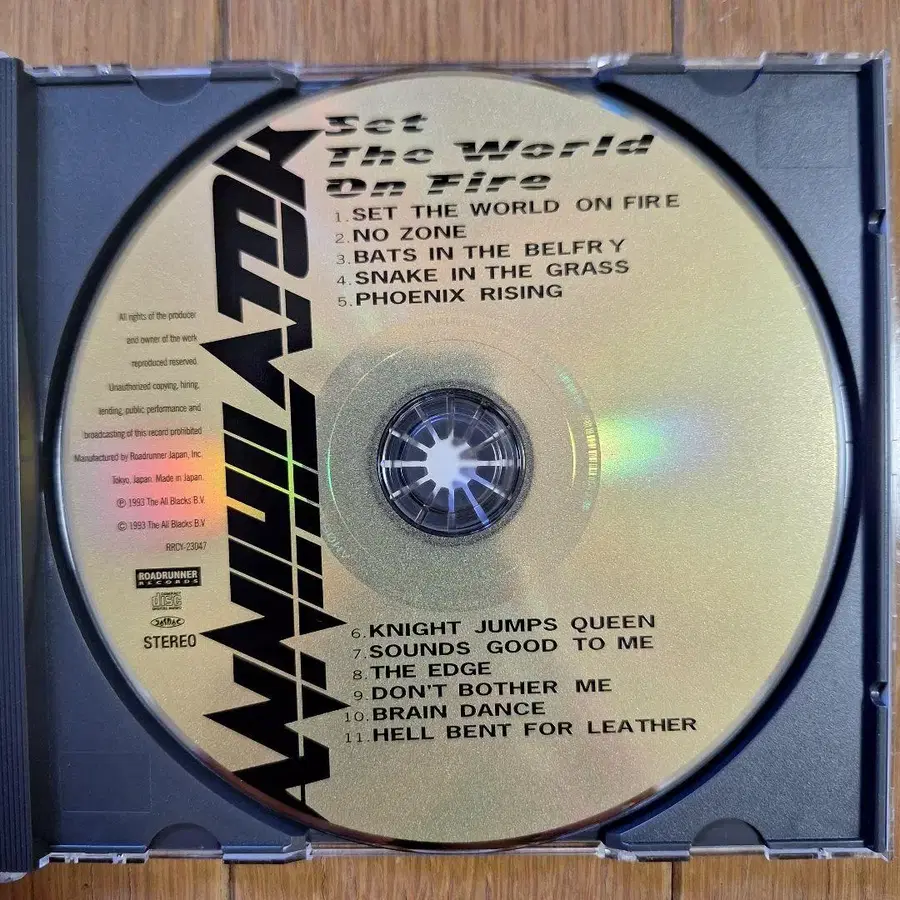 ANNIHILATOR
Set
The World
On Fire
1. SET THE WORLD ON FIRE
2. NO ZONE
3. BATS IN THE BELFRY
4. SNAKE IN THE GRASS
5. PHOENIX RISING
All rights of the producer
and owner of the work
reproduced reserved.
Unauthorized copying, hiring,
lending, public performance and
broadcasting of this record prohibited
Manufactured by Roadrunner Japan, Inc.
Tokyo, Japan. Made in Japan.
℗ 1993 The All Blacks B.V.
© 1993 The All Blacks B.V
RRCY-23047
ROADRUNNER
RECORDS
COMPACT
disc
DIGITAL AUDIO
JASRAC
STEREO
6. KNIGHT JUMPS QUEEN
7. SOUNDS GOOD TO ME
8. THE EDGE
9. DON'T BOTHER ME
10. BRAIN DANCE
11. HELL BENT FOR LEATHER